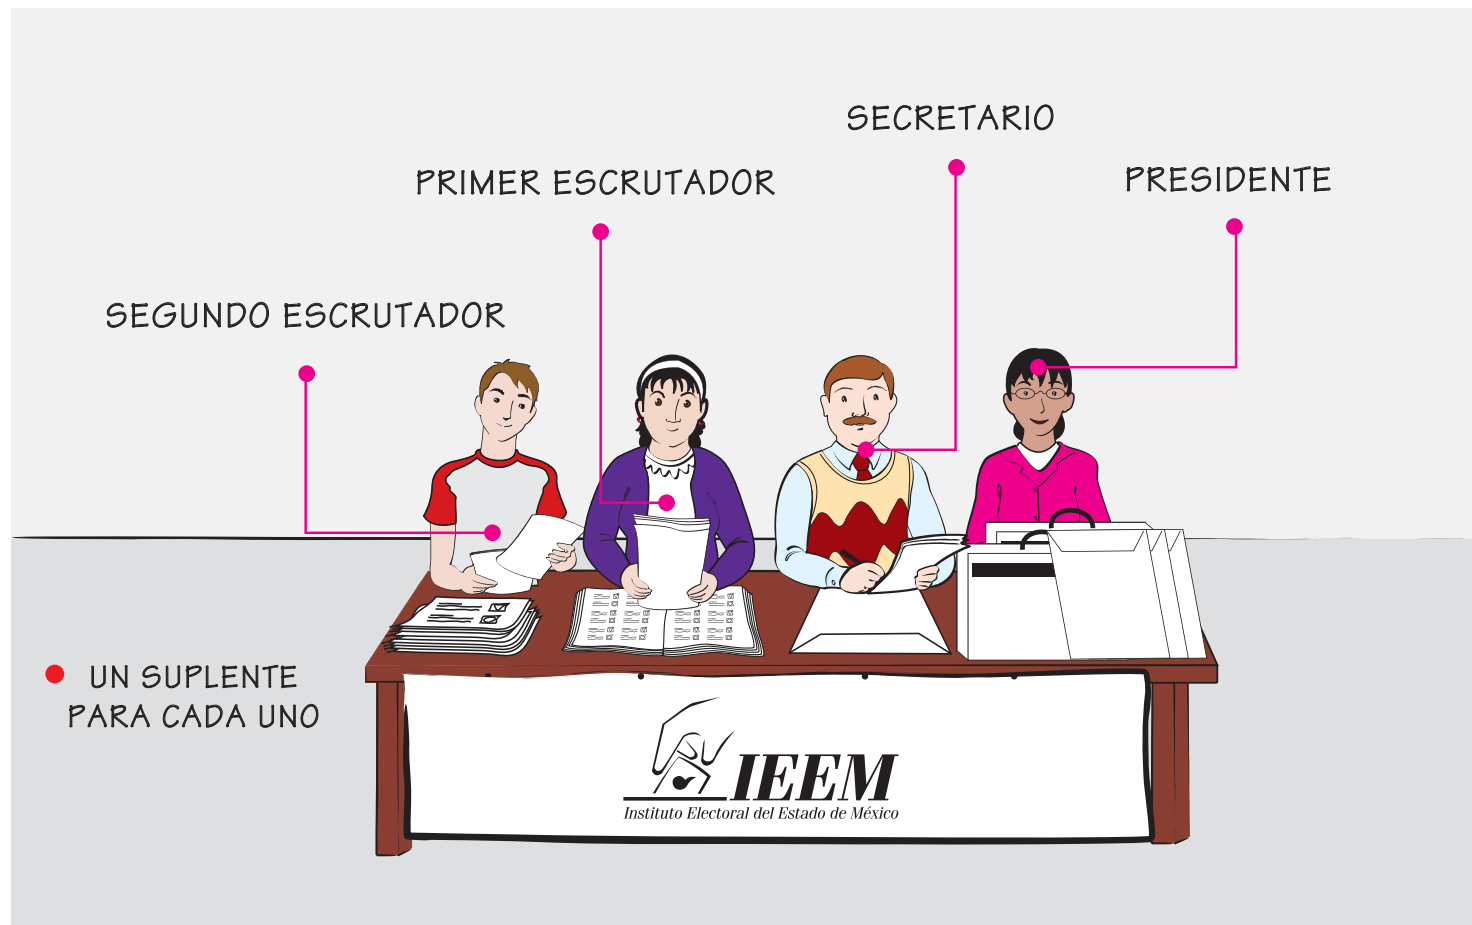 SECRETARIO
PRIMER ESCRUTADOR
PRESIDENTE
SEGUNDO ESCRUTADOR
UN SUPLENTE
PARA CADA UNO
IEEM
Instituto Electoral del Estado de México